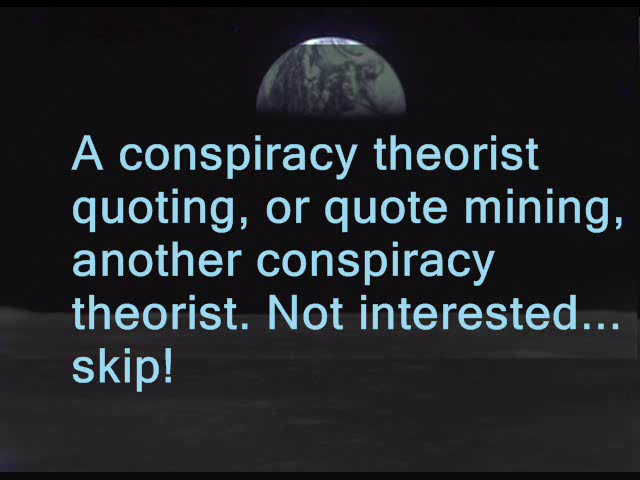 A conspiracy theorist
quoting, or quote mining,
another conspiracy
theorist. Not interested...
skip!